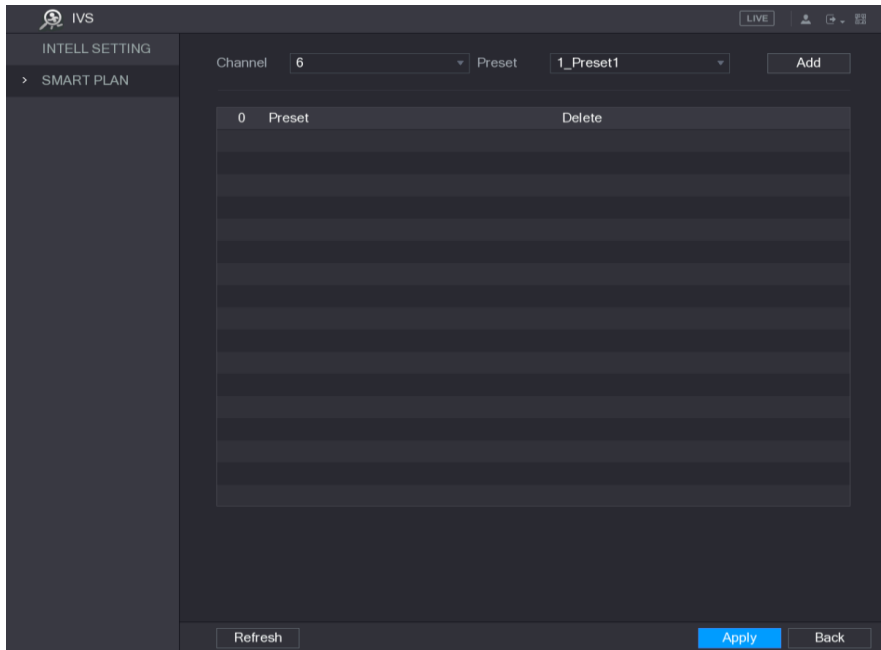 IVS
LIVE
INTELL SETTING
> SMART PLAN
Channel 6 Preset 1_Preset1 Add
0 Preset Delete
Refresh Apply Back